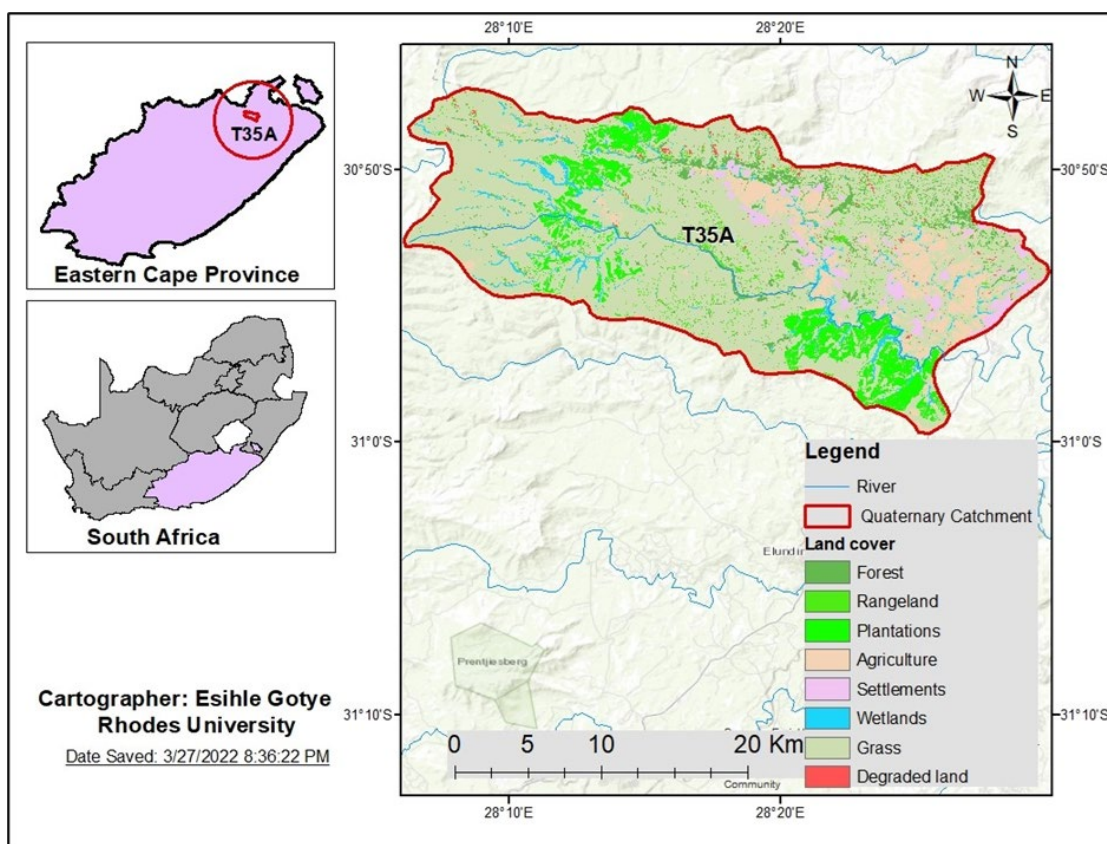 T35A
Eastern Cape Province
South Africa
Cartographer: Esihle Gotye
Rhodes University
Date Saved: 3/27/2022 8:36:22 PM
28°10'E
28°20'E
N
W
E
S
30°50'S
30°50'S
T35A
31°0'S
31°0'S
31°10'S
31°10'S
28°10'E
28°20'E
Elundin
Prentjiesberg
Community
0 5 10 20 Km
Legend
River
Quaternary Catchment
Land cover
Forest
Rangeland
Plantations
Agriculture
Settlements
Wetlands
Grass
Degraded land